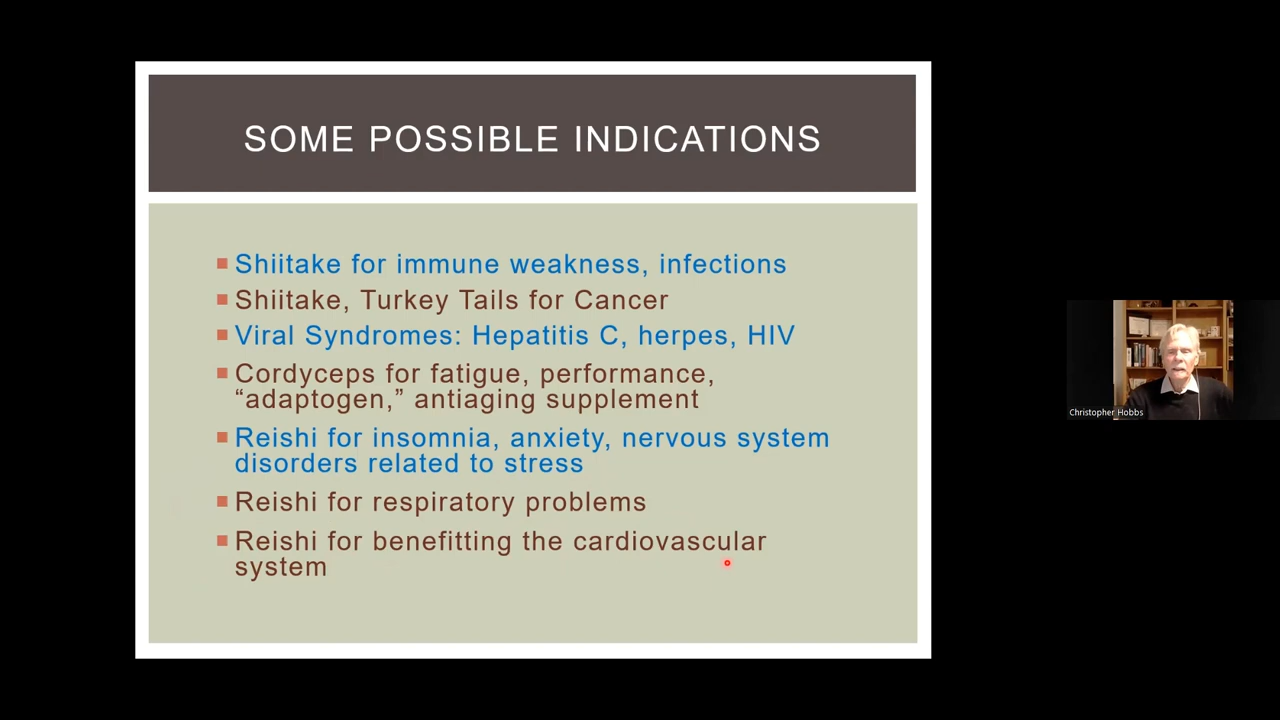 SOME POSSIBLE INDICATIONS
Shiitake for immune weakness, infections
Shiitake, Turkey Tails for Cancer
Viral Syndromes: Hepatitis C, herpes, HIV
Cordyceps for fatigue, performance,
“adaptogen,” antiaging supplement
Reishi for insomnia, anxiety, nervous system
disorders related to stress
Reishi for respiratory problems
Reishi for benefitting the cardiovascular
system
Christopher Hobbs